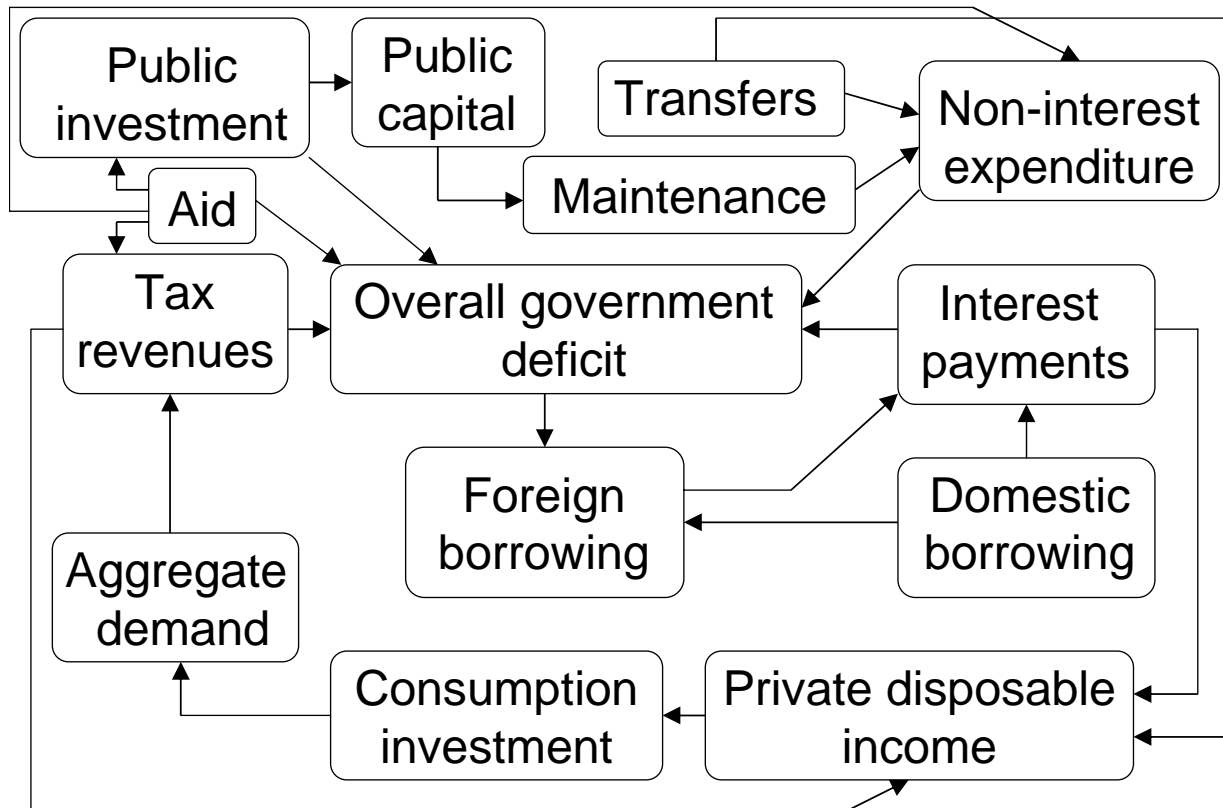 Public
investment
Public
capital
Transfers
Non-interest
expenditure
Maintenance
Aid
Tax
revenues
Overall government
deficit
Interest
payments
Foreign
borrowing
Domestic
borrowing
Aggregate
demand
Consumption
investment
Private disposable
income